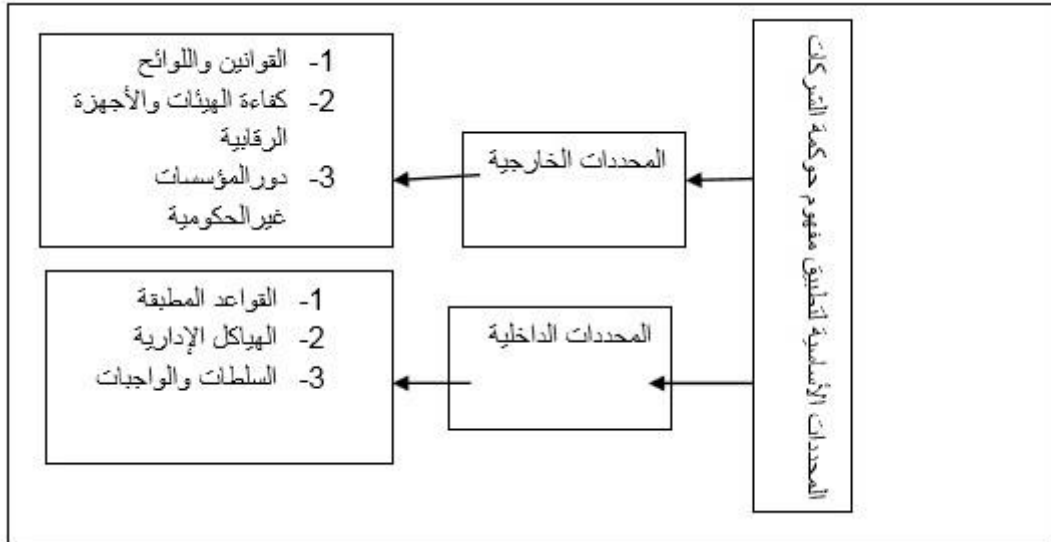 المحددات الأساسية لتطبيق مفهوم حوكمة الشركات
المحددات الخارجية
1- القوانين واللوائح
2- كفاءة الهيئات والأجهزة
الرقابية
3- دورالمؤسسات
غيرالحكومية
المحددات الداخلية
1- القواعد المطبقة
2- الهياكل الإدارية
3- السلطات والواجبات